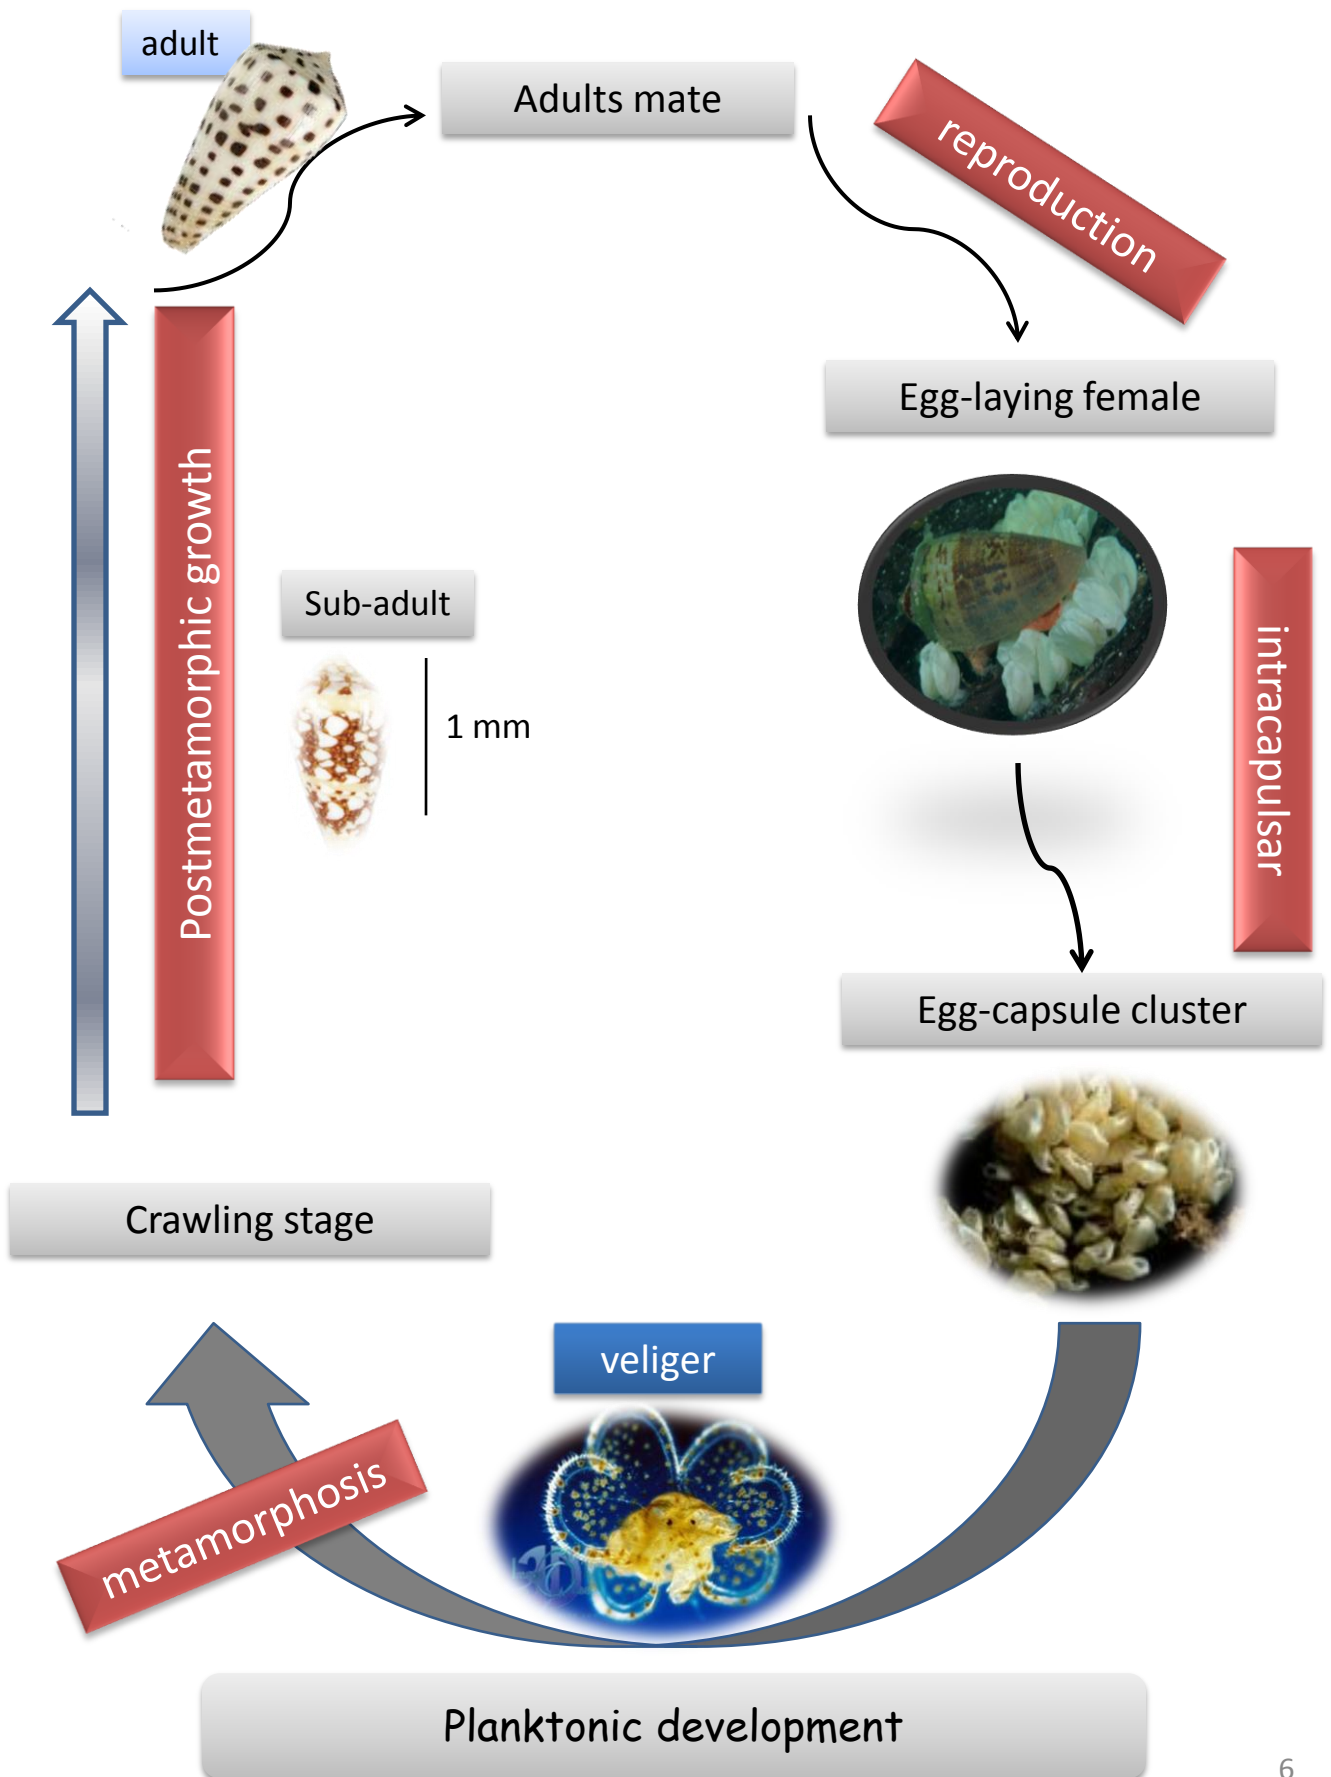 adult
Adults mate
reproduction
Egg-laying female
intracapulsar
Egg-capsule cluster
Postmetamorphic growth
Sub-adult
1 mm
Crawling stage
veliger
metamorphosis
Planktonic development
6